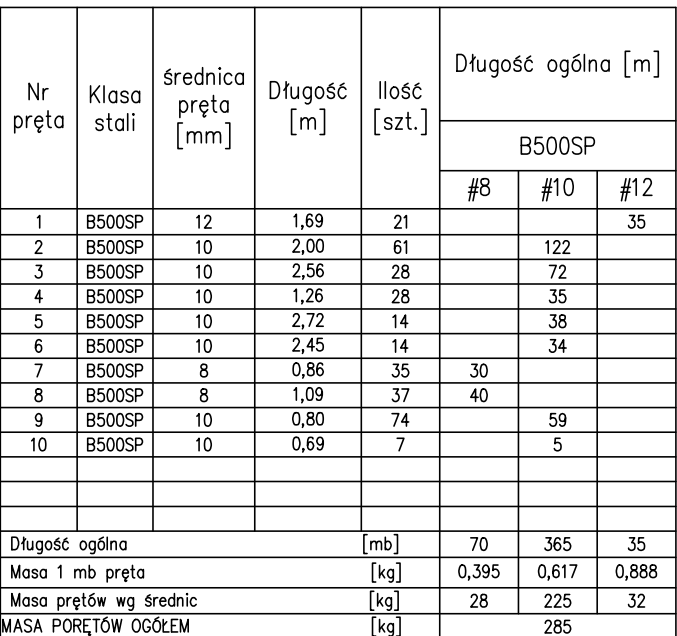 Nr pręta Klasa stali średnica pręta [mm] Długość [m] Ilość [szt.] Długość ogólna [m]
B500SP
#8 #10 #12
1 B500SP 12 1,69 21 35
2 B500SP 10 2,00 61 122
3 B500SP 10 2,56 28 72
4 B500SP 10 1,26 28 35
5 B500SP 10 2,72 14 38
6 B500SP 10 2,45 14 34
7 B500SP 8 0,86 35 30
8 B500SP 8 1,09 37 40
9 B500SP 10 0,80 74 59
10 B500SP 10 0,69 7 5
Długość ogólna [mb] 70 365 35
Masa 1 mb pręta [kg] 0,395 0,617 0,888
Masa prętów wg średnic [kg] 28 225 32
MASA PORĘTÓW OGÓŁEM [kg] 285